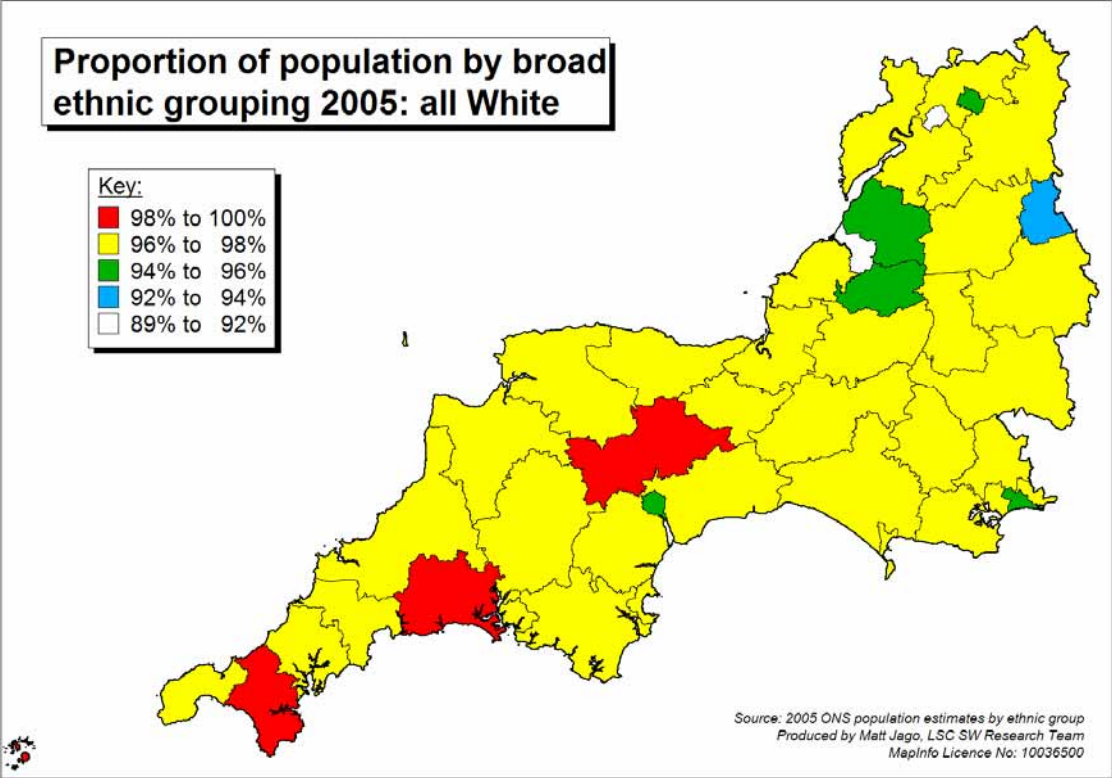 Proportion of population by broad
ethnic grouping 2005: all White
Key:
98% to 100%
96% to 98%
94% to 96%
92% to 94%
89% to 92%
Source: 2005 ONS population estimates by ethnic group
Produced by Matt Jago, LSC SW Research Team
MapInfo Licence No: 10036500